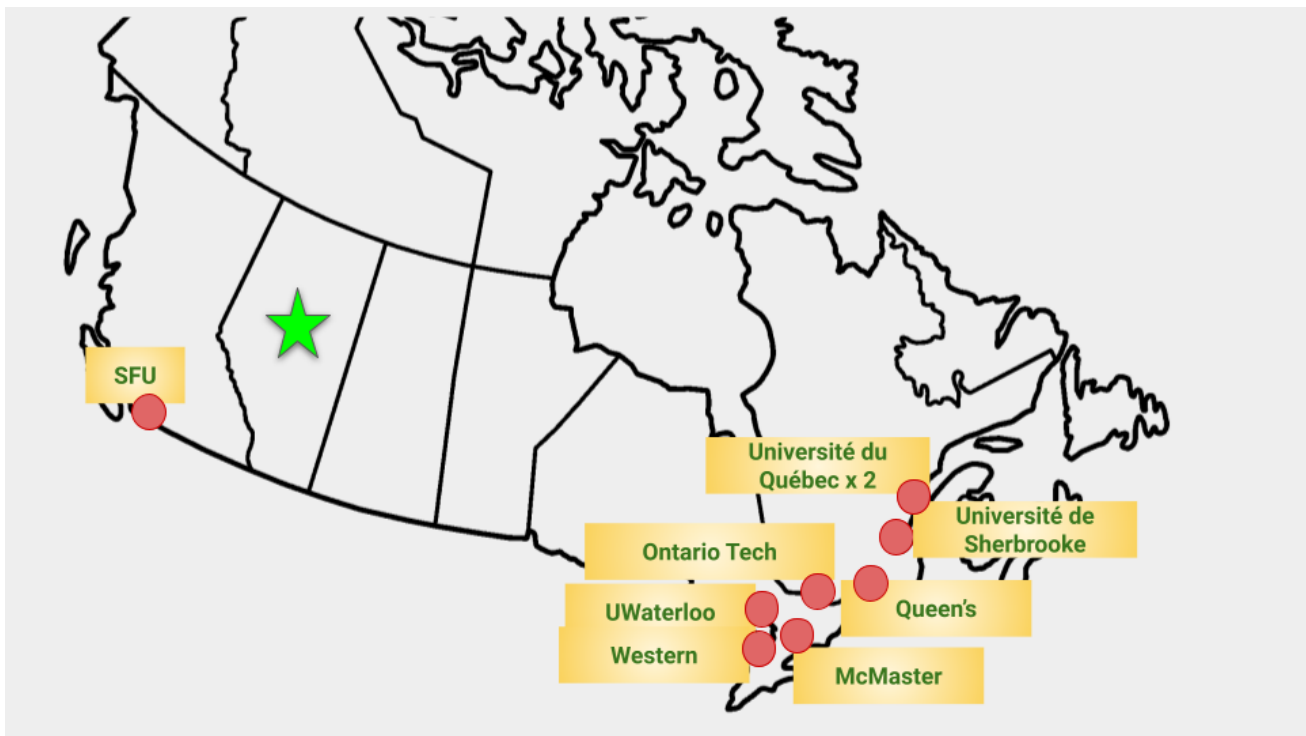 SFU
Université du
Québec x 2
Université de
Sherbrooke
Ontario Tech
UWaterloo
Queen's
Western
McMaster